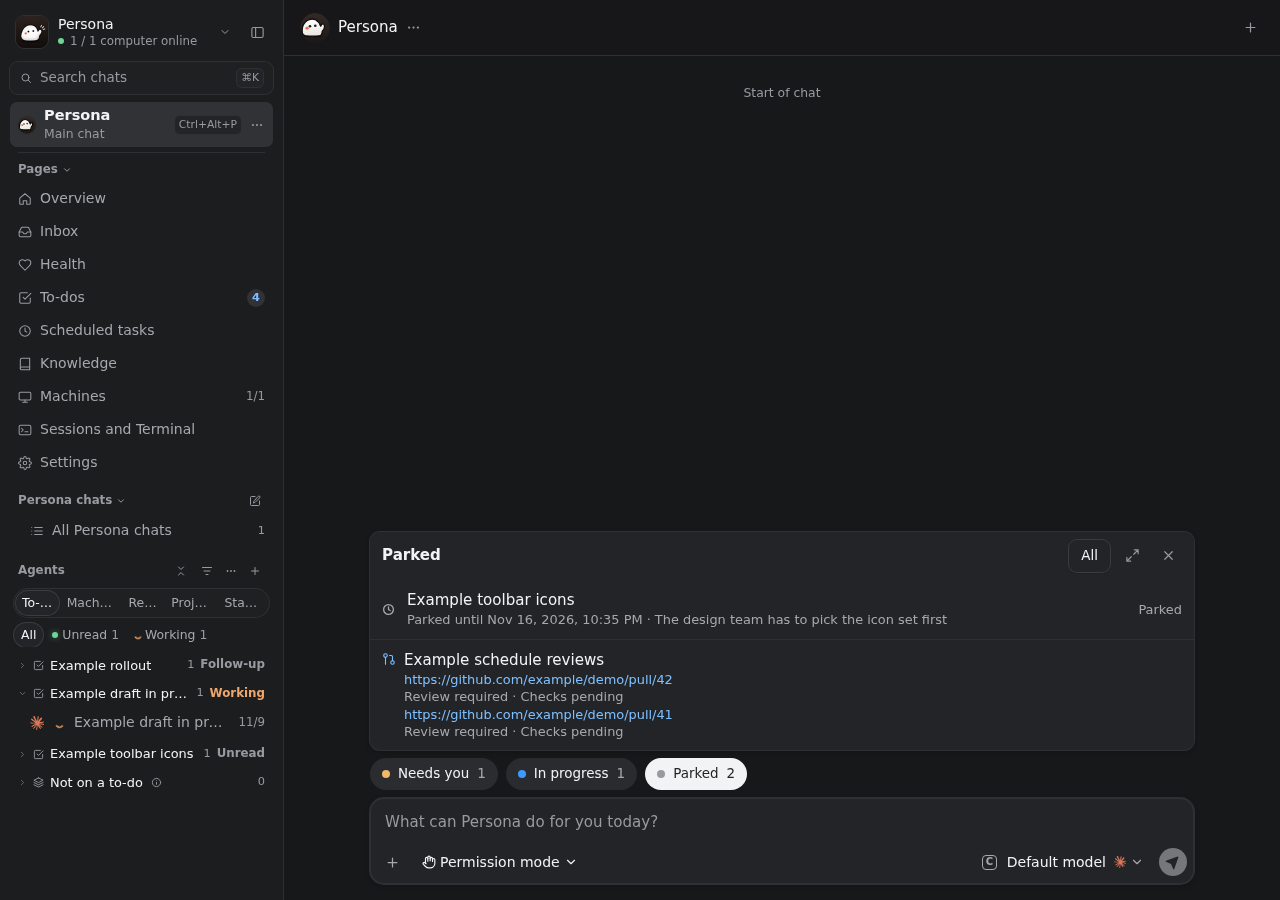 Persona
1 / 1 computer online
Search chats
⌘K
Persona
Main chat
Ctrl+Alt+P
Pages
Overview
Inbox
Health
To-dos
4
Scheduled tasks
Knowledge
Machines
1/1
Sessions and Terminal
Settings
Persona chats
All Persona chats
1
Agents
To-...
Mach...
Re...
Proj...
Sta...
All
Unread 1
Working 1
Example rollout
1 Follow-up
Example draft in pr...
1 Working
Example draft in pr...
11/9
Example toolbar icons
1 Unread
Not on a to-do
0
Persona
Start of chat
Parked
All
Example toolbar icons
Parked until Nov 16, 2026, 10:35 PM · The design team has to pick the icon set first
Parked
Example schedule reviews
https://github.com/example/demo/pull/42
Review required · Checks pending
https://github.com/example/demo/pull/41
Review required · Checks pending
Needs you 1
In progress 1
Parked 2
What can Persona do for you today?
Permission mode
C
Default model